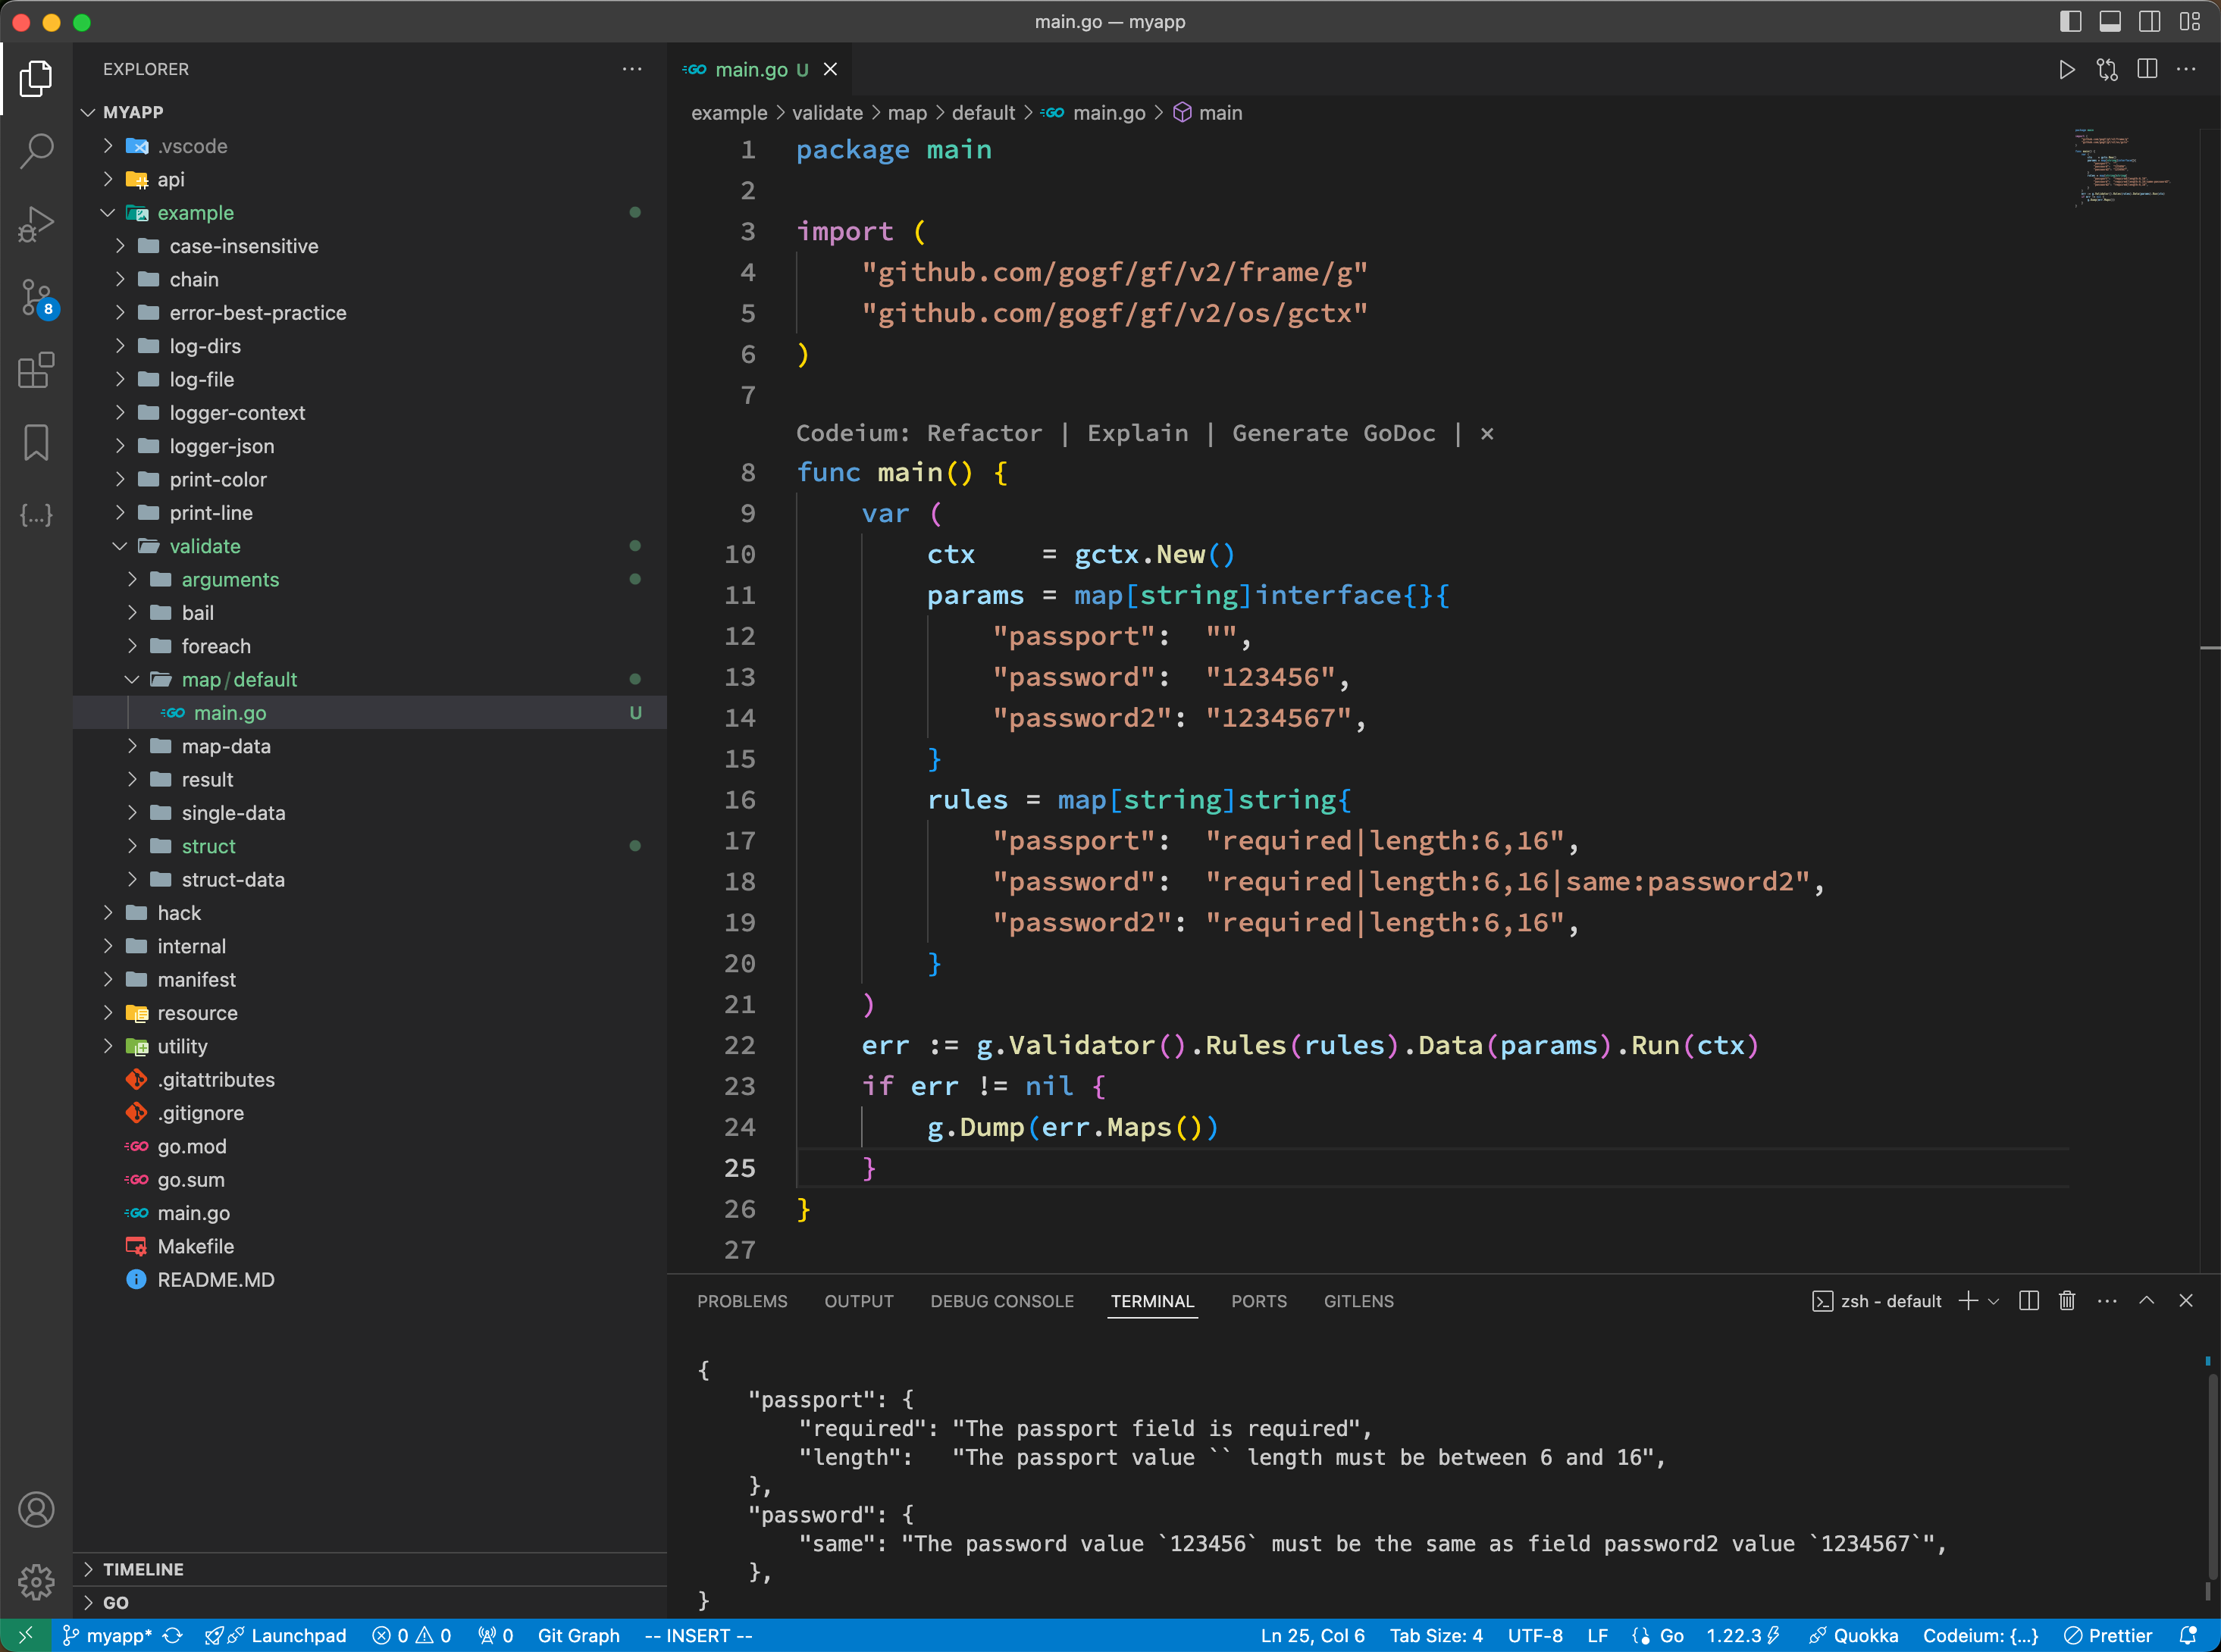 main.go — myapp
EXPLORER
MYAPP
.vscode
api
example
case-insensitive
chain
error-best-practice
log-dirs
log-file
logger-context
logger-json
print-color
print-line
validate
arguments
bail
foreach
map/default
main.go U
map-data
result
single-data
struct
struct-data
hack
internal
manifest
resource
utility
.gitattributes
.gitignore
go.mod
go.sum
main.go
Makefile
README.MD
TIMELINE
GO
8
main.go U
example > validate > map > default > main.go > main
1 package main
2
3 import (
4 "github.com/gogf/gf/v2/frame/g"
5 "github.com/gogf/gf/v2/os/gctx"
6 )
7
Codeium: Refactor | Explain | Generate GoDoc | ×
8 func main() {
9 var (
10 ctx    = gctx.New()
11 params = map[string]interface{}{
12 "passport":  "",
13 "password":  "123456",
14 "password2": "1234567",
15 }
16 rules = map[string]string{
17 "passport":  "required|length:6,16",
18 "password":  "required|length:6,16|same:password2",
19 "password2": "required|length:6,16",
20 }
21 )
22 err := g.Validator().Rules(rules).Data(params).Run(ctx)
23 if err != nil {
24 g.Dump(err.Maps())
25 }
26 }
27
PROBLEMS OUTPUT DEBUG CONSOLE TERMINAL PORTS GITLENS zsh - default
{
"passport": {
"required": "The passport field is required",
"length":   "The passport value `` length must be between 6 and 16",
},
"password": {
"same": "The password value `123456` must be the same as field password2 value `1234567`",
},
}
myapp* Launchpad 0 0 0 Git Graph -- INSERT -- Ln 25, Col 6 Tab Size: 4 UTF-8 LF Go 1.22.3 Quokka Codeium: {...} Prettier